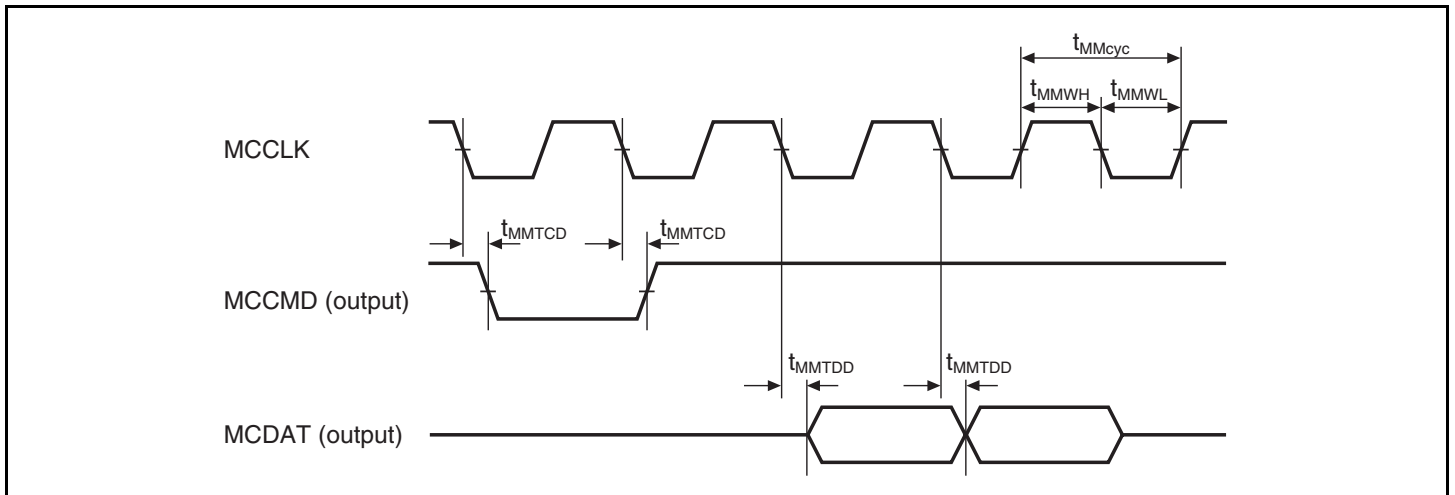 tMMcyc
tMMWH tMMWL
MCCLK
tMMTCD tMMTCD
MCCMD (output)
tMMTDD tMMTDD
MCDAT (output)